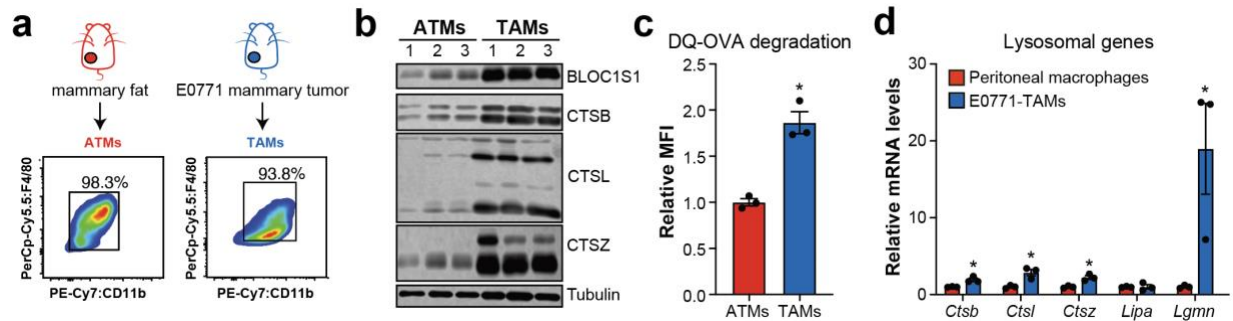 a
mammary fat
E0771 mammary tumor
ATMs
TAMs
98.3%
93.8%
PerCp-Cy5.5:F4/80
PerCp-Cy5.5:F4/80
PE-Cy7:CD11b
PE-Cy7:CD11b
b
ATMs TAMs
1 2 3 1 2 3
BLOC1S1
CTSB
CTSL
CTSZ
Tubulin
c
DQ-OVA degradation
Relative MFI
2.5
2.0
1.5
1.0
0.5
0.0
*
ATMs TAMs
d
Lysosomal genes
Relative mRNA levels
30
20
10
0
Peritoneal macrophages
E0771-TAMs
* * * *
Ctsb Ctsl Ctsz Lipa Lgmn